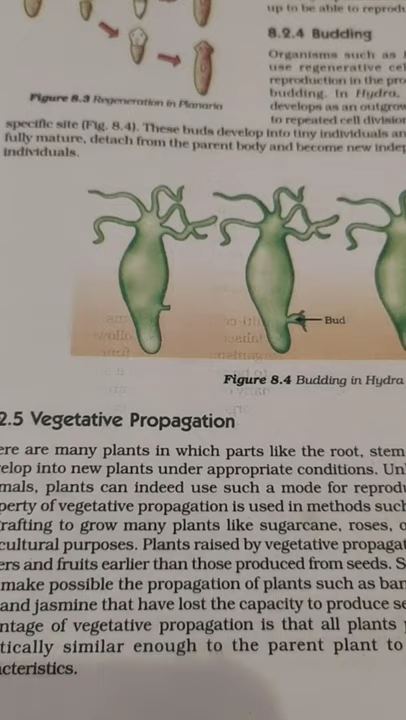 up to be able to reprodu
8.2.4 Budding
Organisms such as
use regenerative cel
reproduction in the pro
budding. In Hydra,
develops as an outgrow
to repeated cell division
Figure 8.3 Regeneration in Planaria
specific site (Fig. 8.4). These buds develop into tiny individuals an
fully mature, detach from the parent body and become new indep
individuals.
Bud
Figure 8.4 Budding in Hydra
2.5 Vegetative Propagation
ere are many plants in which parts like the root, stem
elop into new plants under appropriate conditions. Un
mals, plants can indeed use such a mode for reprodu
perty of vegetative propagation is used in methods such
rafting to grow many plants like sugarcane, roses, o
cultural purposes. Plants raised by vegetative propagat
ers and fruits earlier than those produced from seeds. S
make possible the propagation of plants such as ban
and jasmine that have lost the capacity to produce se
ntage of vegetative propagation is that all plants p
tically similar enough to the parent plant to
acteristics.